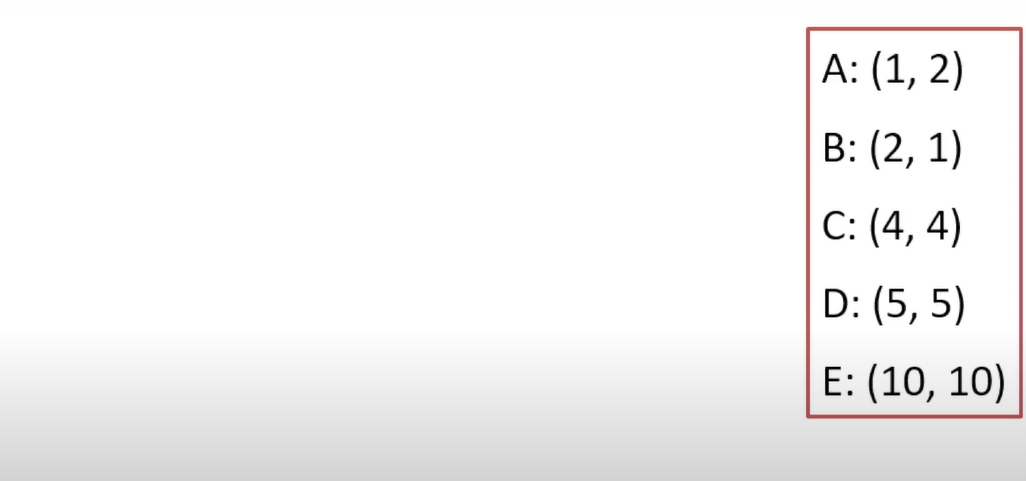 A: (1, 2)
B: (2, 1)
C: (4, 4)
D: (5, 5)
E: (10, 10)